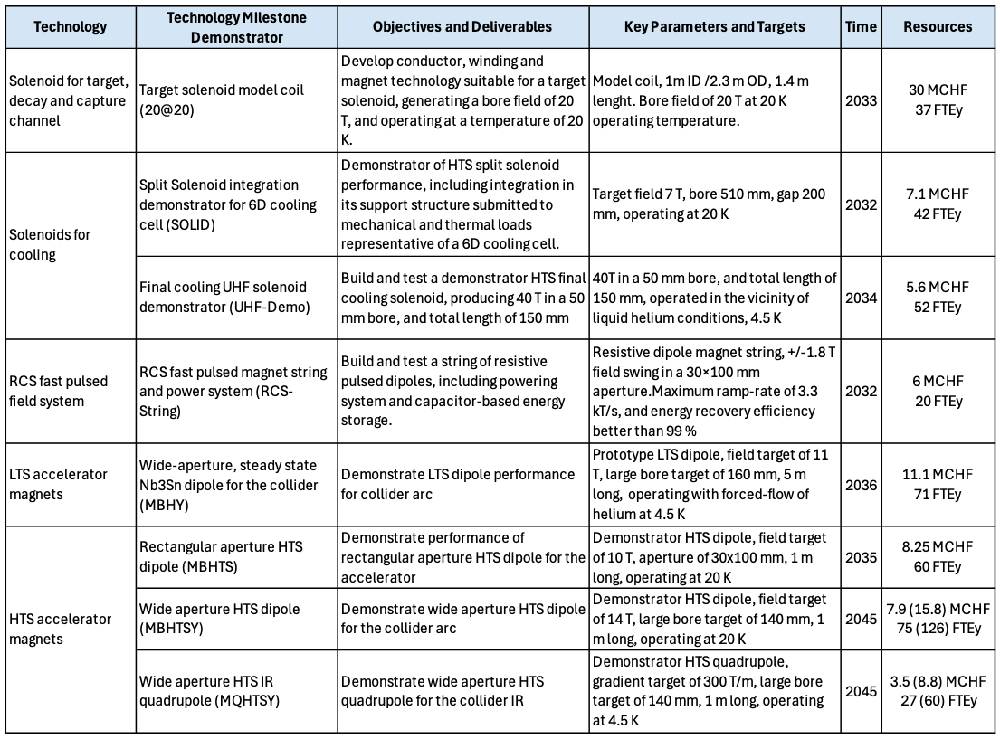 Technology
Technology Milestone
Demonstrator
Objectives and Deliverables
Key Parameters and Targets
Time
Resources
Solenoid for target,
decay and capture
channel
Target solenoid model coil
(20@20)
Develop conductor, winding and
magnet technology suitable for a target
solenoid, generating a bore field of 20
T, and operating at a temperature of 20
K.
Model coil, 1m ID /2.3 m OD, 1.4 m
lenght. Bore field of 20 T at 20 K
operating temperature.
2033
30 MCHF
37 FTEy
Solenoids for
cooling
Split Solenoid integration
demonstrator for 6D cooling
cell (SOLID)
Demonstrator of HTS split solenoid
performance, including integration in
its support structure submitted to
mechanical and thermal loads
representative of a 6D cooling cell.
Target field 7 T, bore 510 mm, gap 200
mm, operating at 20 K
2032
7.1 MCHF
42 FTEy
Final cooling UHF solenoid
demonstrator (UHF-Demo)
Build and test a demonstrator HTS final
cooling solenoid, producing 40 T in a 50
mm bore, and total length of 150 mm
40T in a 50 mm bore, and total length of
150 mm, operated in the vicinity of
liquid helium conditions, 4.5 K
2034
5.6 MCHF
52 FTEy
RCS fast pulsed
field system
RCS fast pulsed magnet string
and power system (RCS-
String)
Build and test a string of resistive
pulsed dipoles, including powering
system and capacitor-based energy
storage.
Resistive dipole magnet string, +/-1.8 T
field swing in a 30×100 mm
aperture.Maximum ramp-rate of 3.3
kT/s, and energy recovery efficiency
better than 99 %
2032
6 MCHF
20 FTEy
LTS accelerator
magnets
Wide-aperture, steady state
Nb3Sn dipole for the collider
(MBHY)
Demonstrate LTS dipole performance
for collider arc
Prototype LTS dipole, field target of 11
T, large bore target of 160 mm, 5 m
long,  operating with forced-flow of
helium at 4.5 K
2036
11.1 MCHF
71 FTEy
HTS accelerator
magnets
Rectangular aperture HTS
dipole (MBHTS)
Demonstrate performance of
rectangular aperture HTS dipole for the
accelerator
Demonstrator HTS dipole, field target
of 10 T, aperture of 30x100 mm, 1 m
long, operating at 20 K
2035
8.25 MCHF
60 FTEy
Wide aperture HTS dipole
(MBHTSY)
Demonstrate wide aperture HTS dipole
for the collider arc
Demonstrator HTS dipole, field target
of 14 T, large bore target of 140 mm, 1
m long, operating at 20 K
2045
7.9 (15.8) MCHF
75 (126) FTEy
Wide aperture HTS IR
quadrupole (MQHTSY)
Demonstrate wide aperture HTS
quadrupole for the collider IR
Demonstrator HTS quadrupole,
gradient target of 300 T/m, large bore
target of 140 mm, 1 m long, operating
at 4.5 K
2045
3.5 (8.8) MCHF
27 (60) FTEy